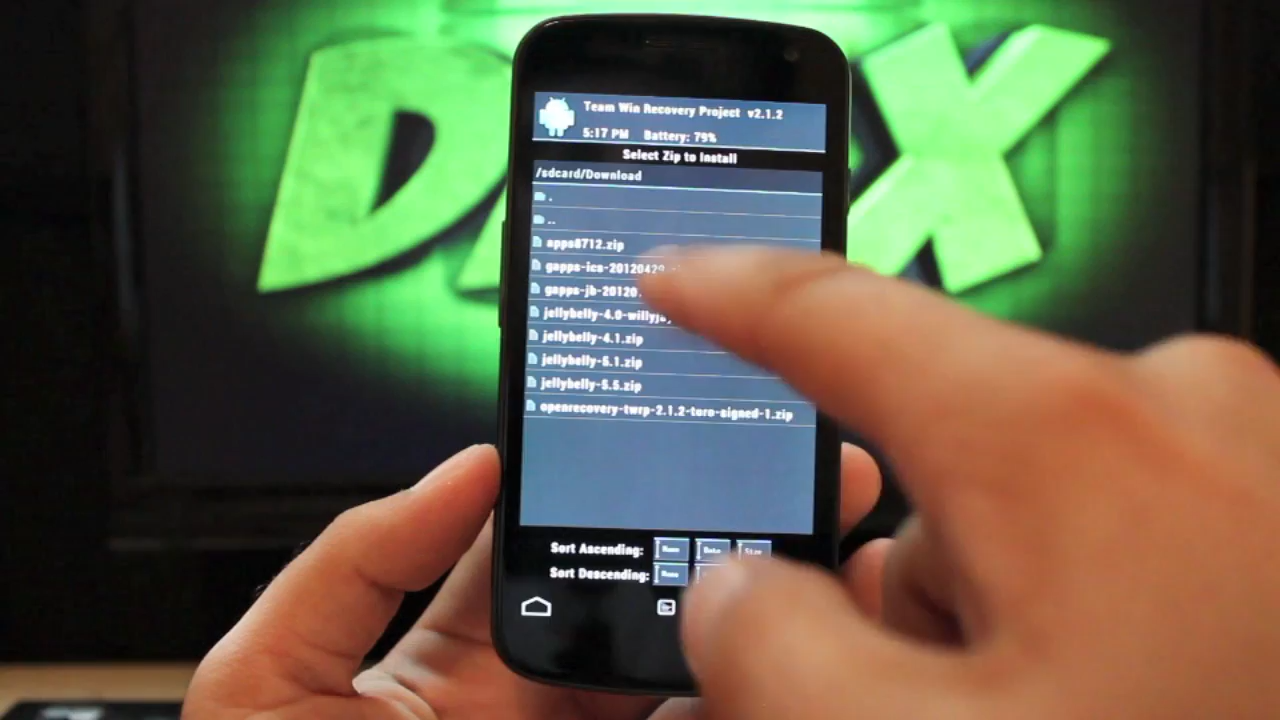 D X
Team Win Recovery Project v2.1.2
5:17 PM Battery: 79%
Select Zip to Install
/sdcard/Download
.
..
apps8712.zip
gapps-ics-20120429
gapps-jb-20120
jellybelly-4.0-willyj
jellybelly-4.1.zip
jellybelly-5.1.zip
jellybelly-5.5.zip
openrecovery-twrp-2.1.2-toro-signed-1.zip
Sort Ascending: Name Date Size
Sort Descending: Name